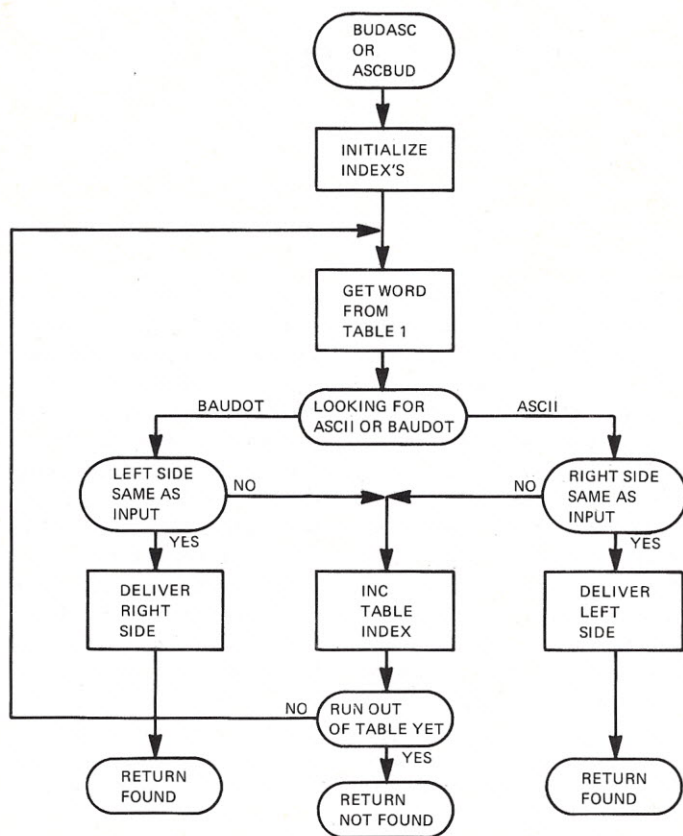 BUDASC
OR
ASCBUD
INITIALIZE
INDEX'S
GET WORD
FROM
TABLE 1
BAUDOT
LOOKING FOR
ASCII OR BAUDOT
ASCII
LEFT SIDE
SAME AS
INPUT
NO
NO
RIGHT SIDE
SAME AS
INPUT
YES
YES
DELIVER
RIGHT
SIDE
INC
TABLE
INDEX
DELIVER
LEFT
SIDE
NO
RUN OUT
OF TABLE YET
YES
RETURN
FOUND
RETURN
NOT FOUND
RETURN
FOUND